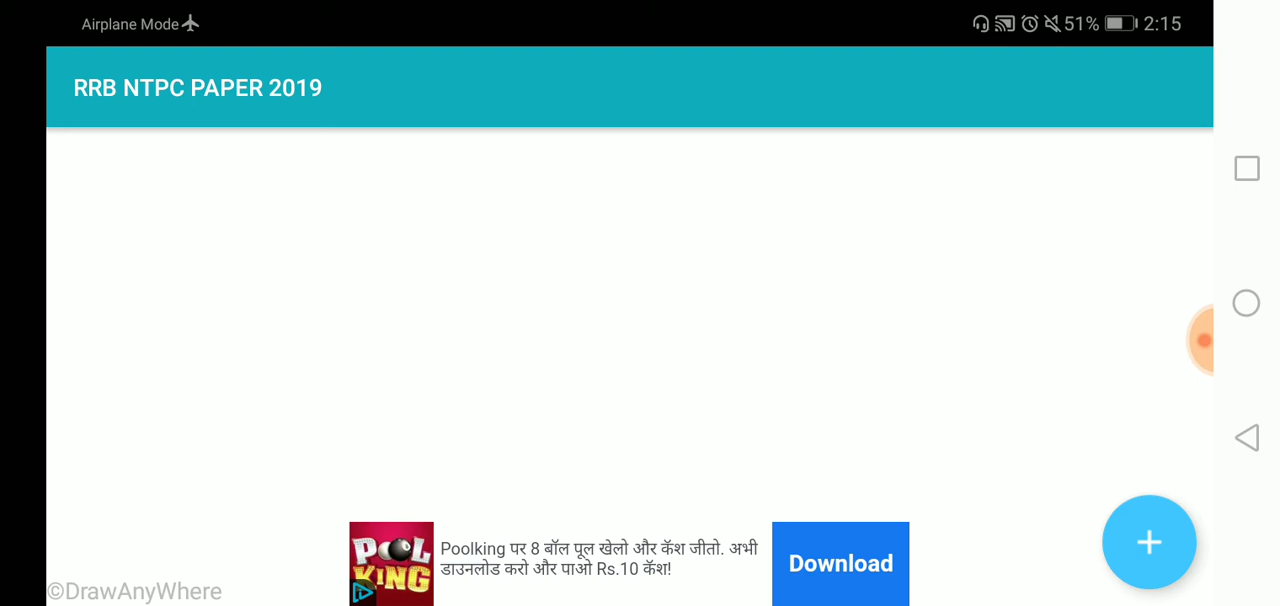 Airplane Mode 51% 2:15
RRB NTPC PAPER 2019
POOL
KING
Poolking पर 8 बॉल पूल खेलो और कॅश जीतो. अभी
डाउनलोड करो और पाओ Rs.10 कॅश!
Download
©DrawAnyWhere